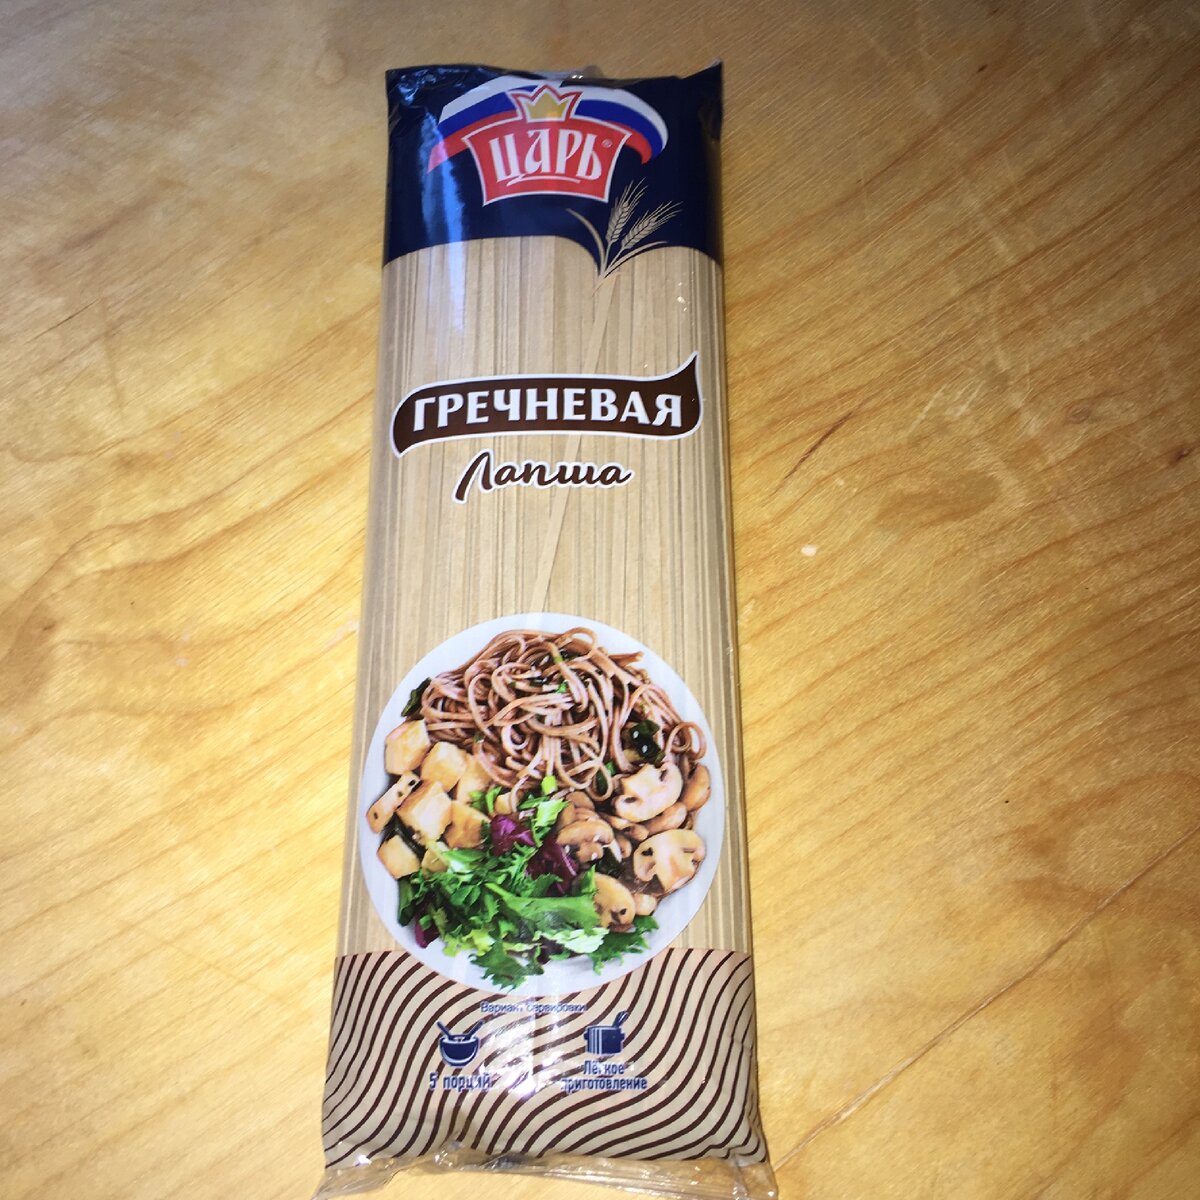 ЦАРЬ®
ГРЕЧНЕВАЯ
Лапша
Вариант сервировки
5 порций
Лёгкое
приготовление